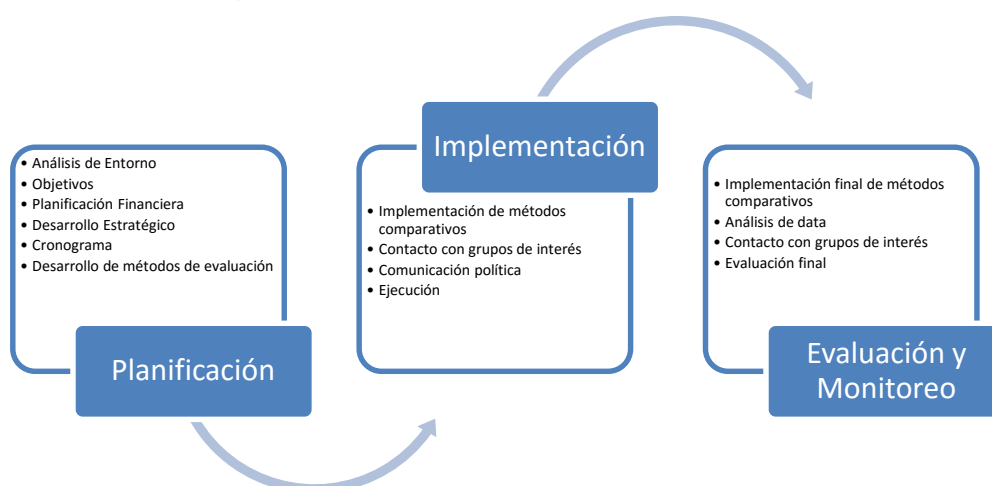 • Análisis de Entorno
• Objetivos
• Planificación Financiera
• Desarrollo Estratégico
• Cronograma
• Desarrollo de métodos de evaluación
Planificación
Implementación
• Implementación de métodos
comparativos
• Contacto con grupos de interés
• Comunicación política
• Ejecución
• Implementación final de métodos
comparativos
• Análisis de data
• Contacto con grupos de interés
• Evaluación final
Evaluación y
Monitoreo